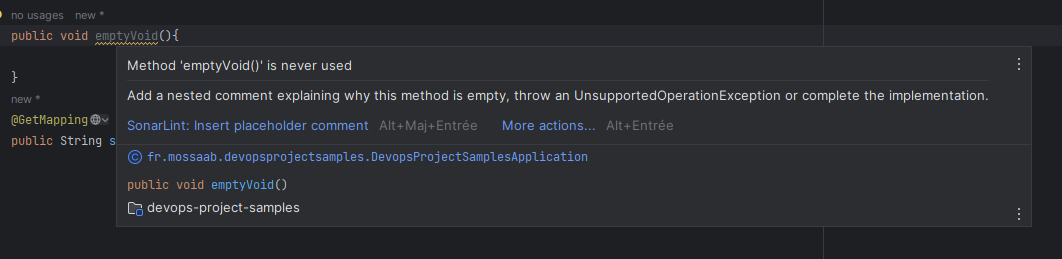 no usages   new *
public void emptyVoid(){
Method 'emptyVoid()' is never used
}
Add a nested comment explaining why this method is empty, throw an UnsupportedOperationException or complete the implementation.
new *
@GetMapping
SonarLint: Insert placeholder comment   Alt+Maj+Entrée   More actions...   Alt+Entrée
public String s
fr.mossaab.devopsprojectsamples.DevopsProjectSamplesApplication
public void emptyVoid()
devops-project-samples